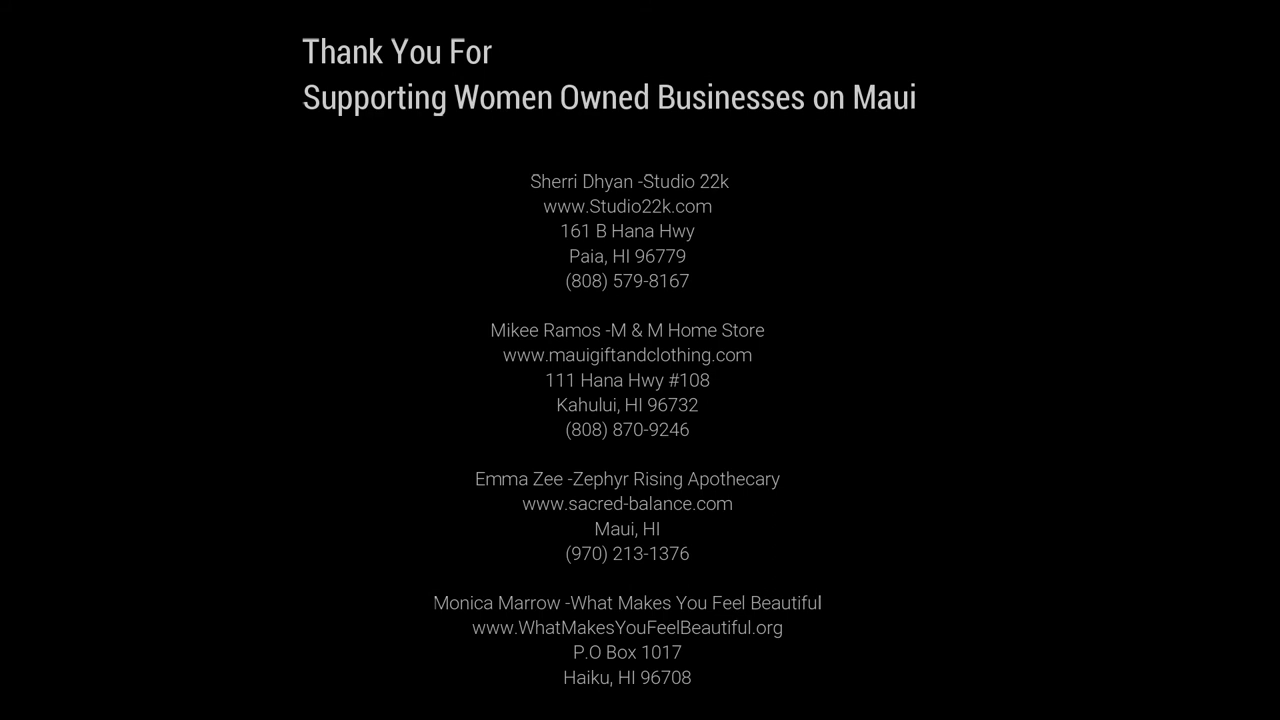 Thank You For
Supporting Women Owned Businesses on Maui
Sherri Dhyan -Studio 22k
www.Studio22k.com
161 B Hana Hwy
Paia, HI 96779
(808) 579-8167
Mikee Ramos -M & M Home Store
www.mauigiftandclothing.com
111 Hana Hwy #108
Kahului, HI 96732
(808) 870-9246
Emma Zee -Zephyr Rising Apothecary
www.sacred-balance.com
Maui, HI
(970) 213-1376
Monica Marrow -What Makes You Feel Beautiful
www.WhatMakesYouFeelBeautiful.org
P.O Box 1017
Haiku, HI 96708